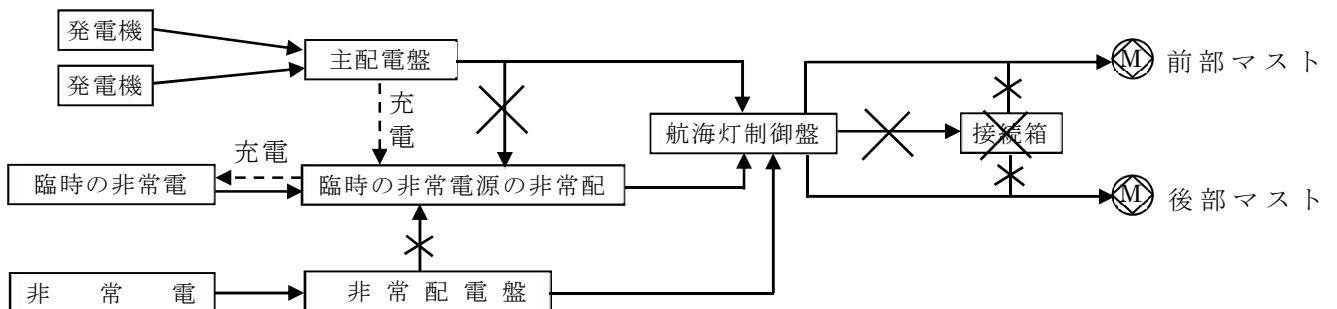 発電機
発電機
主配電盤
充電
充電
臨時の非常電
臨時の非常電源の非常配
非常電
非常配電盤
航海灯制御盤
接続箱
M 前部マスト
M 後部マスト